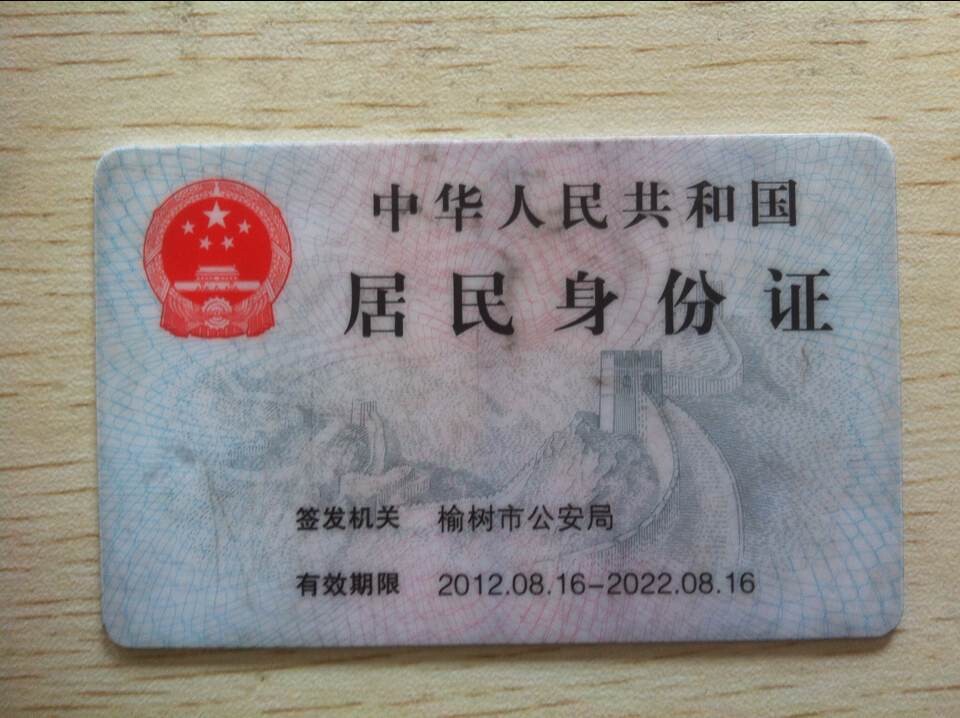 中华人民共和国
居民身份证
签发机关 榆树市公安局
有效期限 2012.08.16-2022.08.16